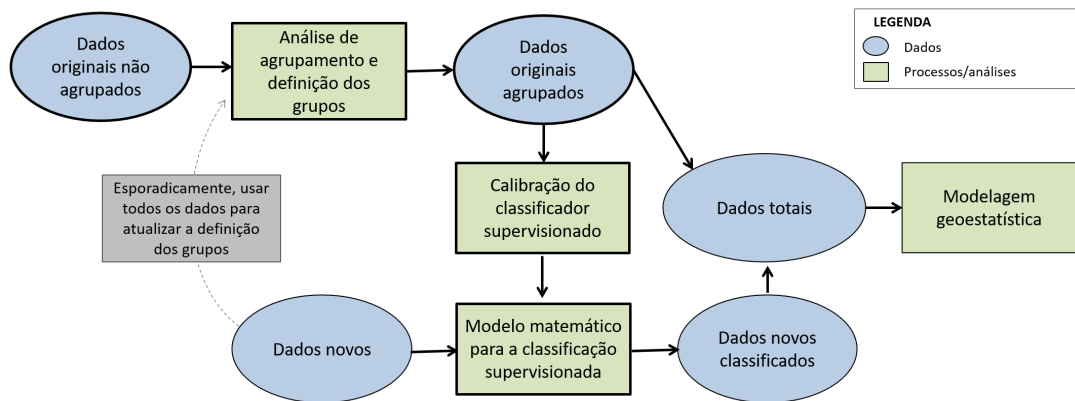 Dados
originais não
agrupados
Análise de
agrupamento e
definição dos
grupos
Dados
originais
agrupados
LEGENDA
Dados
Processos/análises
Esporadicamente, usar
todos os dados para
atualizar a definição
dos grupos
Calibração do
classificador
supervisionado
Dados totais
Modelagem
geoestatística
Dados novos
Modelo matemático
para a classificação
supervisionada
Dados novos
classificados